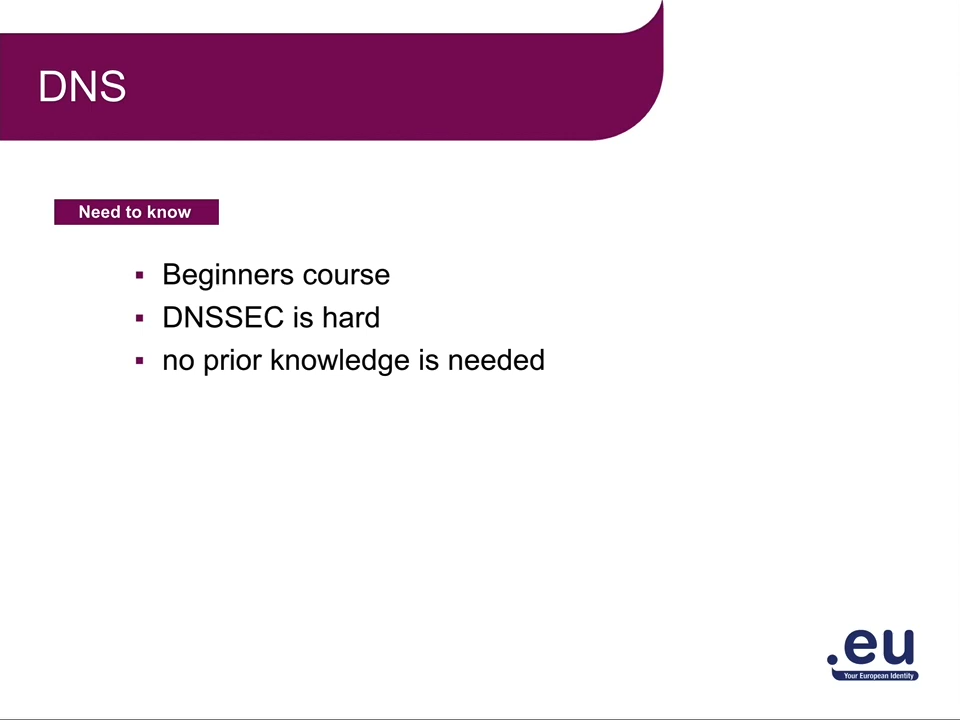 DNS
Need to know
Beginners course
DNSSEC is hard
no prior knowledge is needed
.eu
Your European Identity